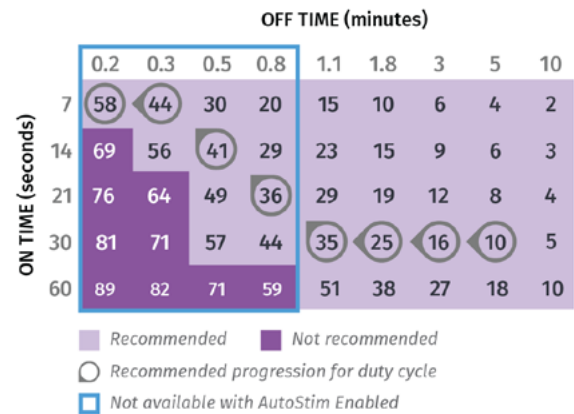 OFF TIME (minutes)
0.2 0.3 0.5 0.8 1.1 1.8 3 5 10
ON TIME (seconds)
7 58 44 30 20 15 10 6 4 2
14 69 56 41 29 23 15 9 6 3
21 76 64 49 36 29 19 12 8 4
30 81 71 57 44 35 25 16 10 5
60 89 82 71 59 51 38 27 18 10
Recommended Not recommended
Recommended progression for duty cycle
Not available with AutoStim Enabled